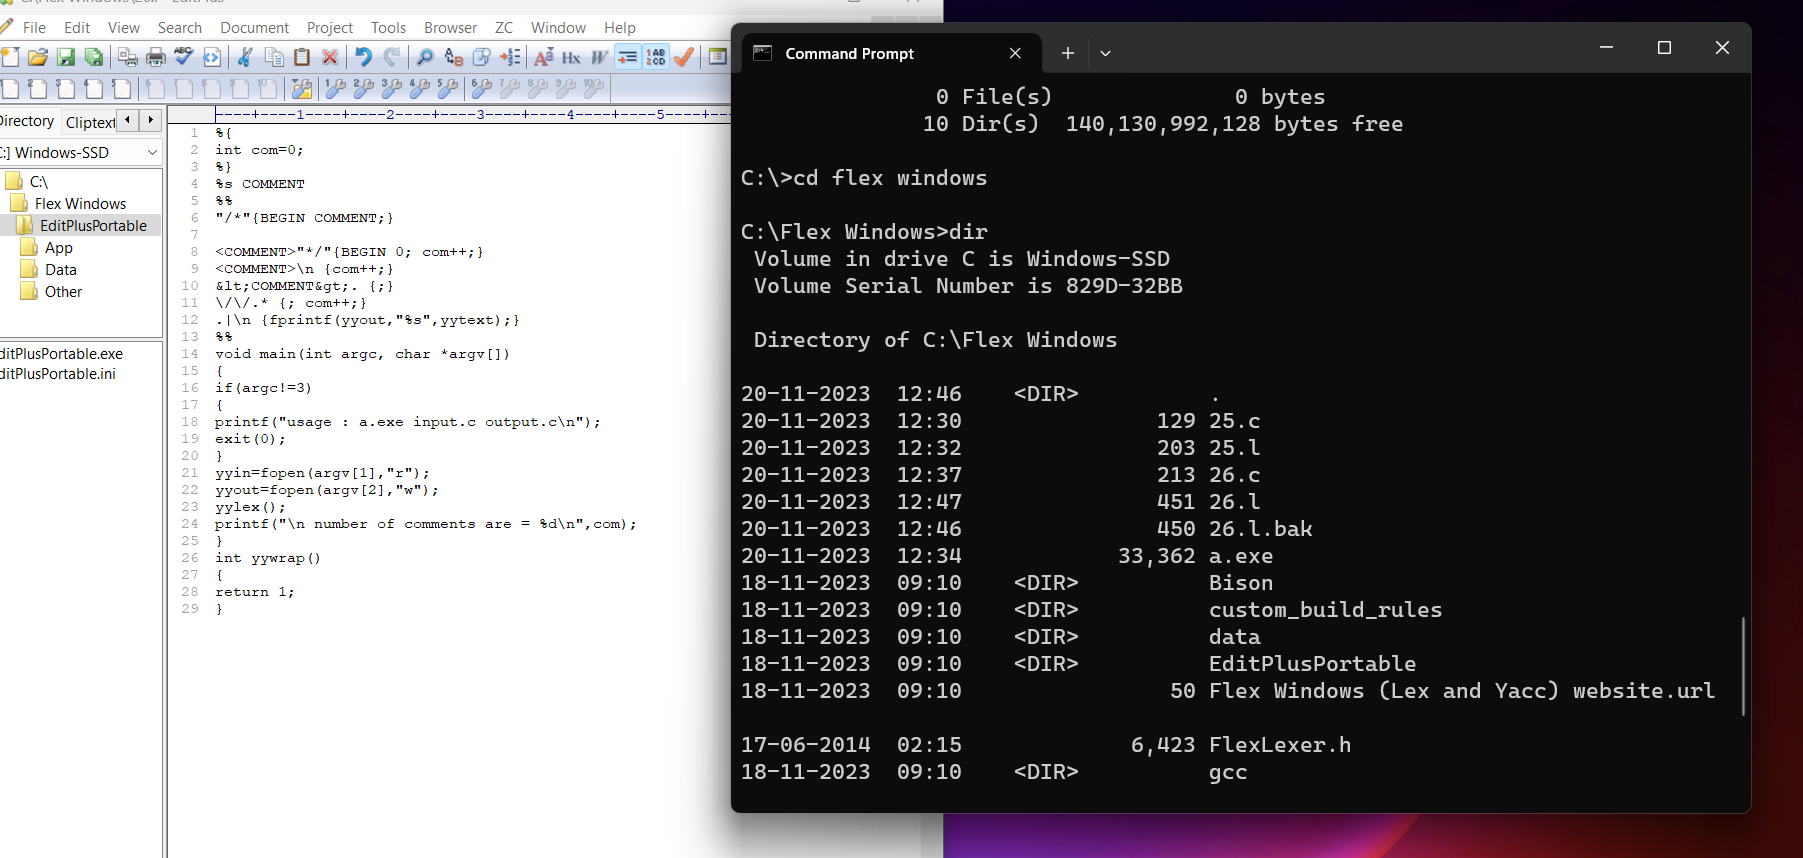 File Edit View Search Document Project Tools Browser ZC Window Help
Directory Cliptext
C:] Windows-SSD
C:\
Flex Windows
EditPlusPortable
App
Data
Other
ditPlusPortable.exe
ditPlusPortable.ini
----+----1----+----2----+----3----+----4----+----5----+--
1 %{
2 int com=0;
3 %}
4 %s COMMENT
5 %%
6 "/*"{BEGIN COMMENT;}
7
8 <COMMENT>"*/"{BEGIN 0; com++;}
9 <COMMENT>\n {com++;}
10 &lt;COMMENT&gt;. {;}
11 \/\/.* {; com++;}
12 .|\n {fprintf(yyout,"%s",yytext);}
13 %%
14 void main(int argc, char *argv[])
15 {
16 if(argc!=3)
17 {
18 printf("usage : a.exe input.c output.c\n");
19 exit(0);
20 }
21 yyin=fopen(argv[1],"r");
22 yyout=fopen(argv[2],"w");
23 yylex();
24 printf("\n number of comments are = %d\n",com);
25 }
26 int yywrap()
27 {
28 return 1;
29 }
Command Prompt
0 File(s) 0 bytes
10 Dir(s) 140,130,992,128 bytes free
C:\>cd flex windows
C:\Flex Windows>dir
Volume in drive C is Windows-SSD
Volume Serial Number is 829D-32BB
Directory of C:\Flex Windows
20-11-2023 12:46 <DIR> .
20-11-2023 12:30 129 25.c
20-11-2023 12:32 203 25.l
20-11-2023 12:37 213 26.c
20-11-2023 12:47 451 26.l
20-11-2023 12:46 450 26.l.bak
20-11-2023 12:34 33,362 a.exe
18-11-2023 09:10 <DIR> Bison
18-11-2023 09:10 <DIR> custom_build_rules
18-11-2023 09:10 <DIR> data
18-11-2023 09:10 <DIR> EditPlusPortable
18-11-2023 09:10 50 Flex Windows (Lex and Yacc) website.url
17-06-2014 02:15 6,423 FlexLexer.h
18-11-2023 09:10 <DIR> gcc